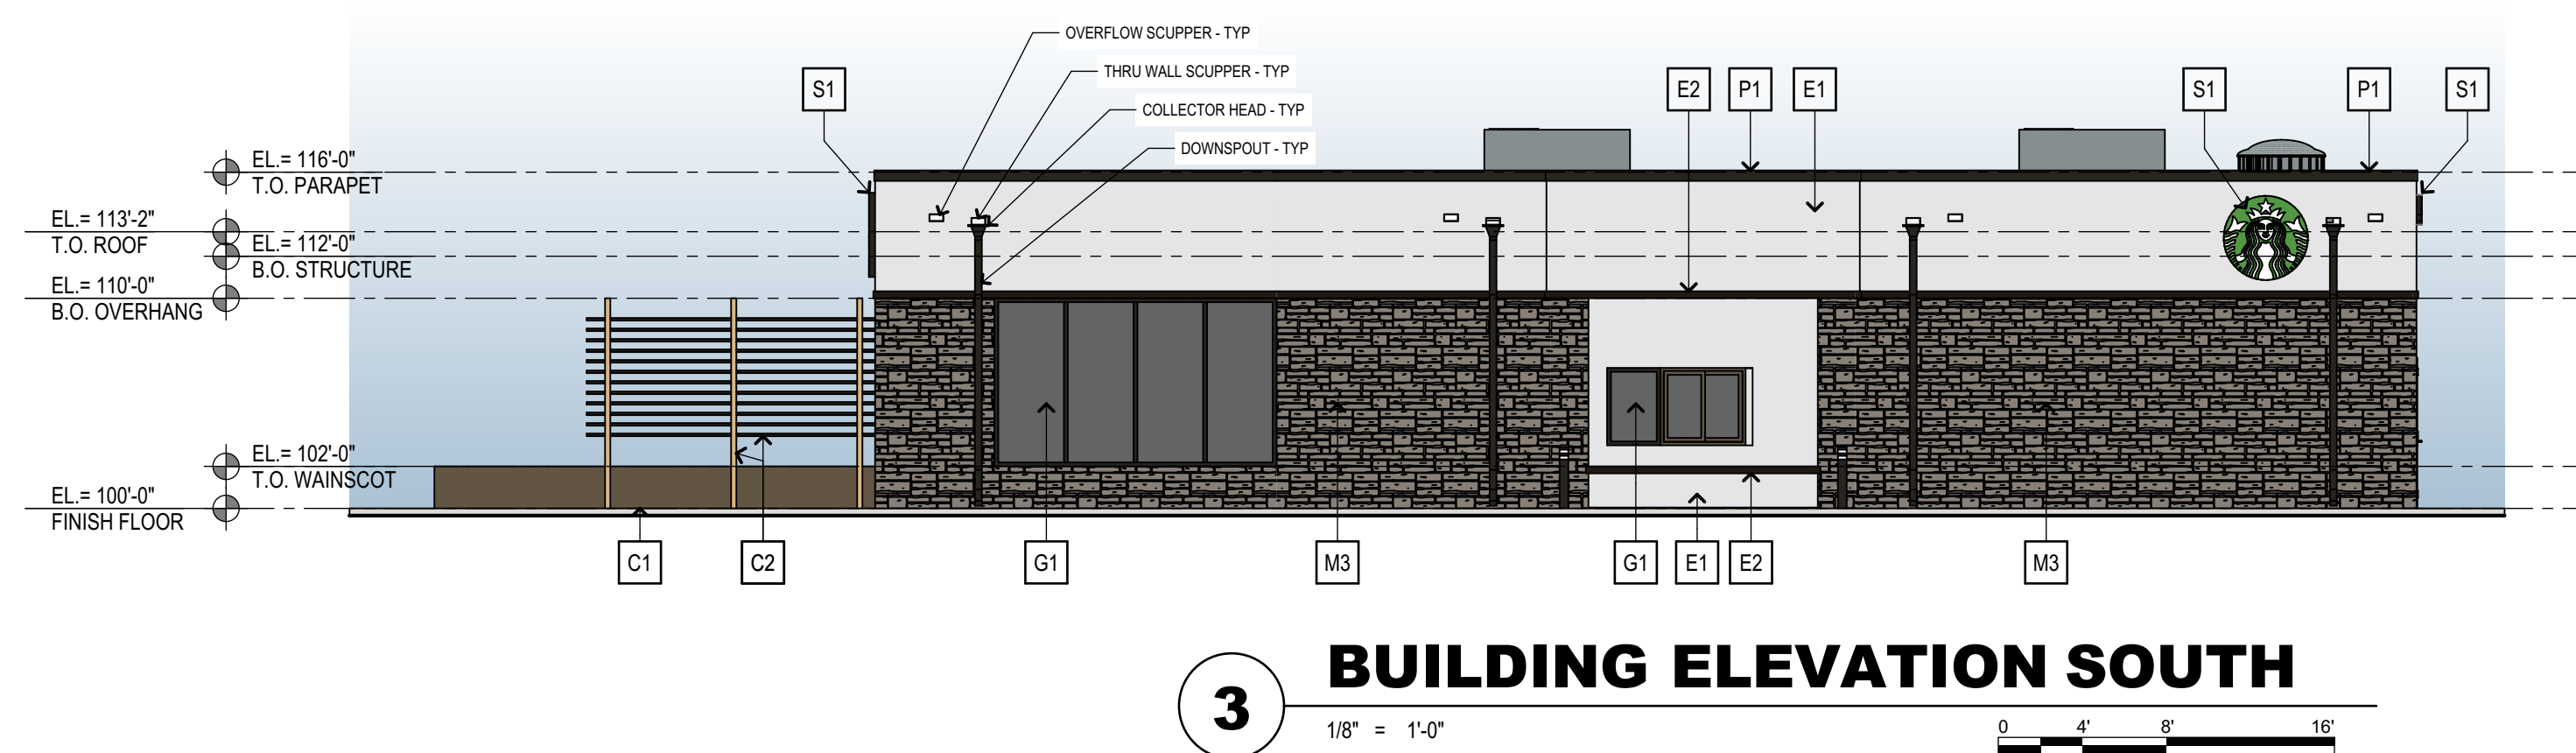 OVERFLOW SCUPPER - TYP
THRU WALL SCUPPER - TYP
COLLECTOR HEAD - TYP
DOWNSPOUT - TYP
S1
E2
P1
E1
S1
P1
S1
EL.= 116'-0"
T.O. PARAPET
EL.= 113'-2"
T.O. ROOF
EL.= 112'-0"
B.O. STRUCTURE
EL.= 110'-0"
B.O. OVERHANG
EL.= 102'-0"
T.O. WAINSCOT
EL.= 100'-0"
FINISH FLOOR
C1
C2
G1
M3
G1
E1
E2
M3
3
BUILDING ELEVATION SOUTH
1/8" = 1'-0"
0 4' 8' 16'